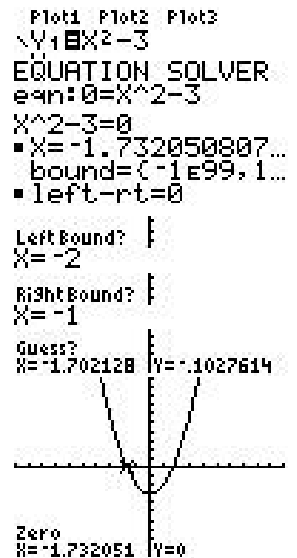 Plot1 Plot2 Plot3
\Y1=X²-3
EQUATION SOLVER
eqn:0=X^2-3
X^2-3=0
▪X=-1.732050807…
bound={-1ᴇ99,1…
▪left-rt=0
LeftBound?
X=-2
RightBound?
X=-1
Guess?
X=-1.702128 Y=-.1027614
Zero
X=-1.732051 Y=0